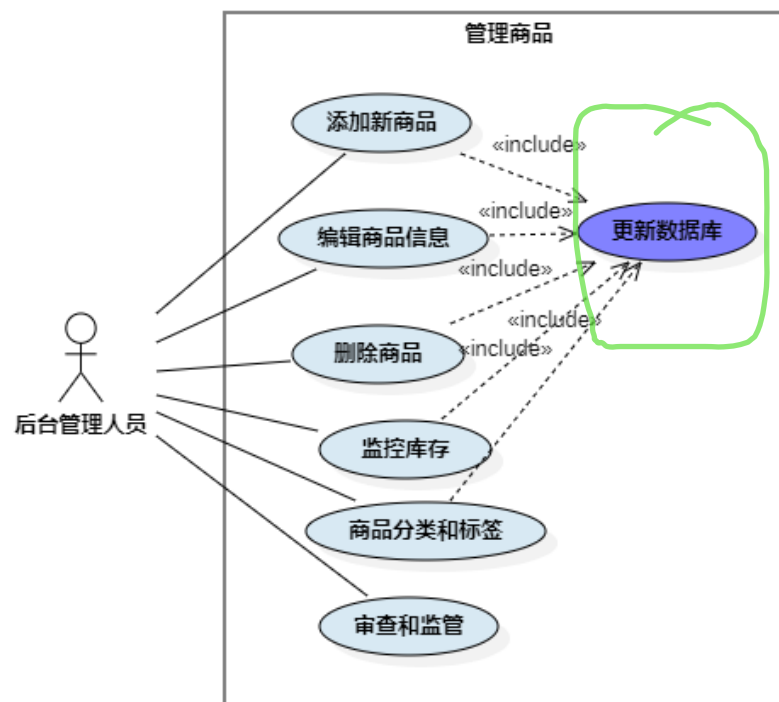 管理商品
添加新商品
«include»
«include»
编辑商品信息
更新数据库
«include»
«include»
删除商品
«include»
后台管理人员
监控库存
商品分类和标签
审查和监管